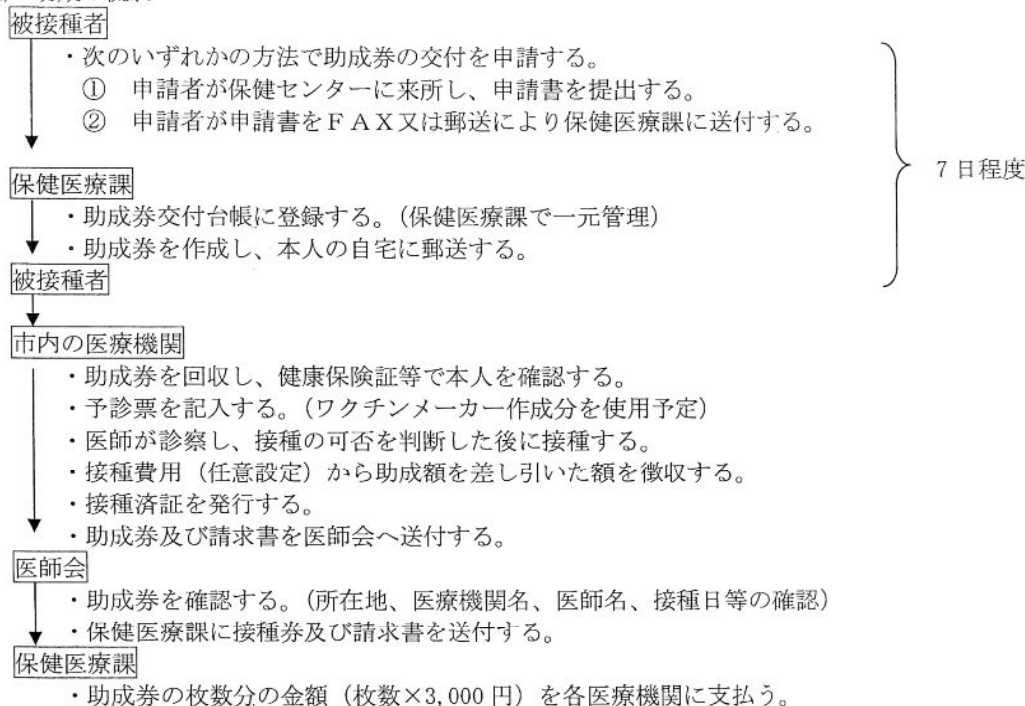 被接種者
・次のいずれかの方法で助成券の交付を申請する。
① 申請者が保健センターに来所し、申請書を提出する。
② 申請者が申請書をＦＡＸ又は郵送により保健医療課に送付する。
7日程度
保健医療課
・助成券交付台帳に登録する。(保健医療課で一元管理)
・助成券を作成し、本人の自宅に郵送する。
被接種者
市内の医療機関
・助成券を回収し、健康保険証等で本人を確認する。
・予診票を記入する。(ワクチンメーカー作成分を使用予定)
・医師が診察し、接種の可否を判断した後に接種する。
・接種費用（任意設定）から助成額を差し引いた額を徴収する。
・接種済証を発行する。
・助成券及び請求書を医師会へ送付する。
医師会
・助成券を確認する。(所在地、医療機関名、医師名、接種日等の確認)
・保健医療課に接種券及び請求書を送付する。
保健医療課
・助成券の枚数分の金額（枚数×3,000円）を各医療機関に支払う。